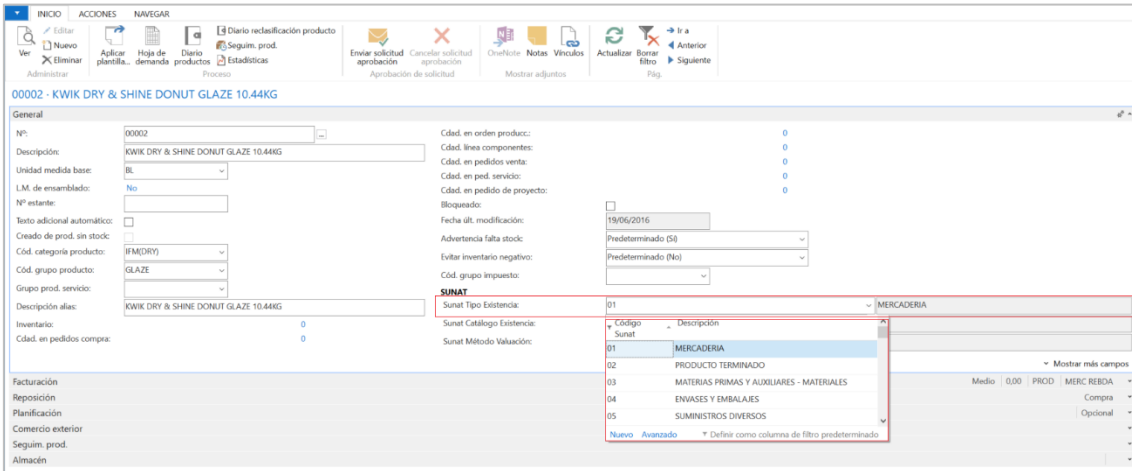 INICIO ACCIONES NAVEGAR
Ver
Editar
Nuevo
Eliminar
Administrar
Aplicar plantilla...
Hoja de demanda
Diario productos
Diario reclasificación producto
Seguim. prod.
Estadísticas
Proceso
Enviar solicitud aprobación
Cancelar solicitud aprobación
Aprobación de solicitud
OneNote Notas Vínculos
Mostrar adjuntos
Actualizar
Borrar filtro
Ir a
Anterior
Siguiente
Pág.
00002 · KWIK DRY & SHINE DONUT GLAZE 10.44KG
General
Nº: 00002 ...
Descripción: KWIK DRY & SHINE DONUT GLAZE 10.44KG
Unidad medida base: BL
L.M. de ensamblado: No
Nº estante:
Texto adicional automático:
Creado de prod. sin stock:
Cód. categoría producto: IFM(DRY)
Cód. grupo producto: GLAZE
Grupo prod. servicio:
Descripción alias: KWIK DRY & SHINE DONUT GLAZE 10.44KG
Inventario: 0
Cdad. en pedidos compra: 0
Cdad. en orden producc.: 0
Cdad. línea componentes: 0
Cdad. en pedidos venta: 0
Cdad. en ped. servicio: 0
Cdad. en pedido de proyecto: 0
Bloqueado:
Fecha últ. modificación: 19/06/2016
Advertencia falta stock: Predeterminado (Sí)
Evitar inventario negativo: Predeterminado (No)
Cód. grupo impuesto:
SUNAT
Sunat Tipo Existencia: 01 MERCADERIA
Sunat Catálogo Existencia:
Sunat Método Valuación:
Código Sunat Descripción
01 MERCADERIA
02 PRODUCTO TERMINADO
03 MATERIAS PRIMAS Y AUXILIARES - MATERIALES
04 ENVASES Y EMBALAJES
05 SUMINISTROS DIVERSOS
Nuevo Avanzado Definir como columna de filtro predeterminado
Mostrar más campos
Facturación Medio 0,00 PROD MERC REBDA
Reposición Compra
Planificación Opcional
Comercio exterior
Seguim. prod.
Almacén